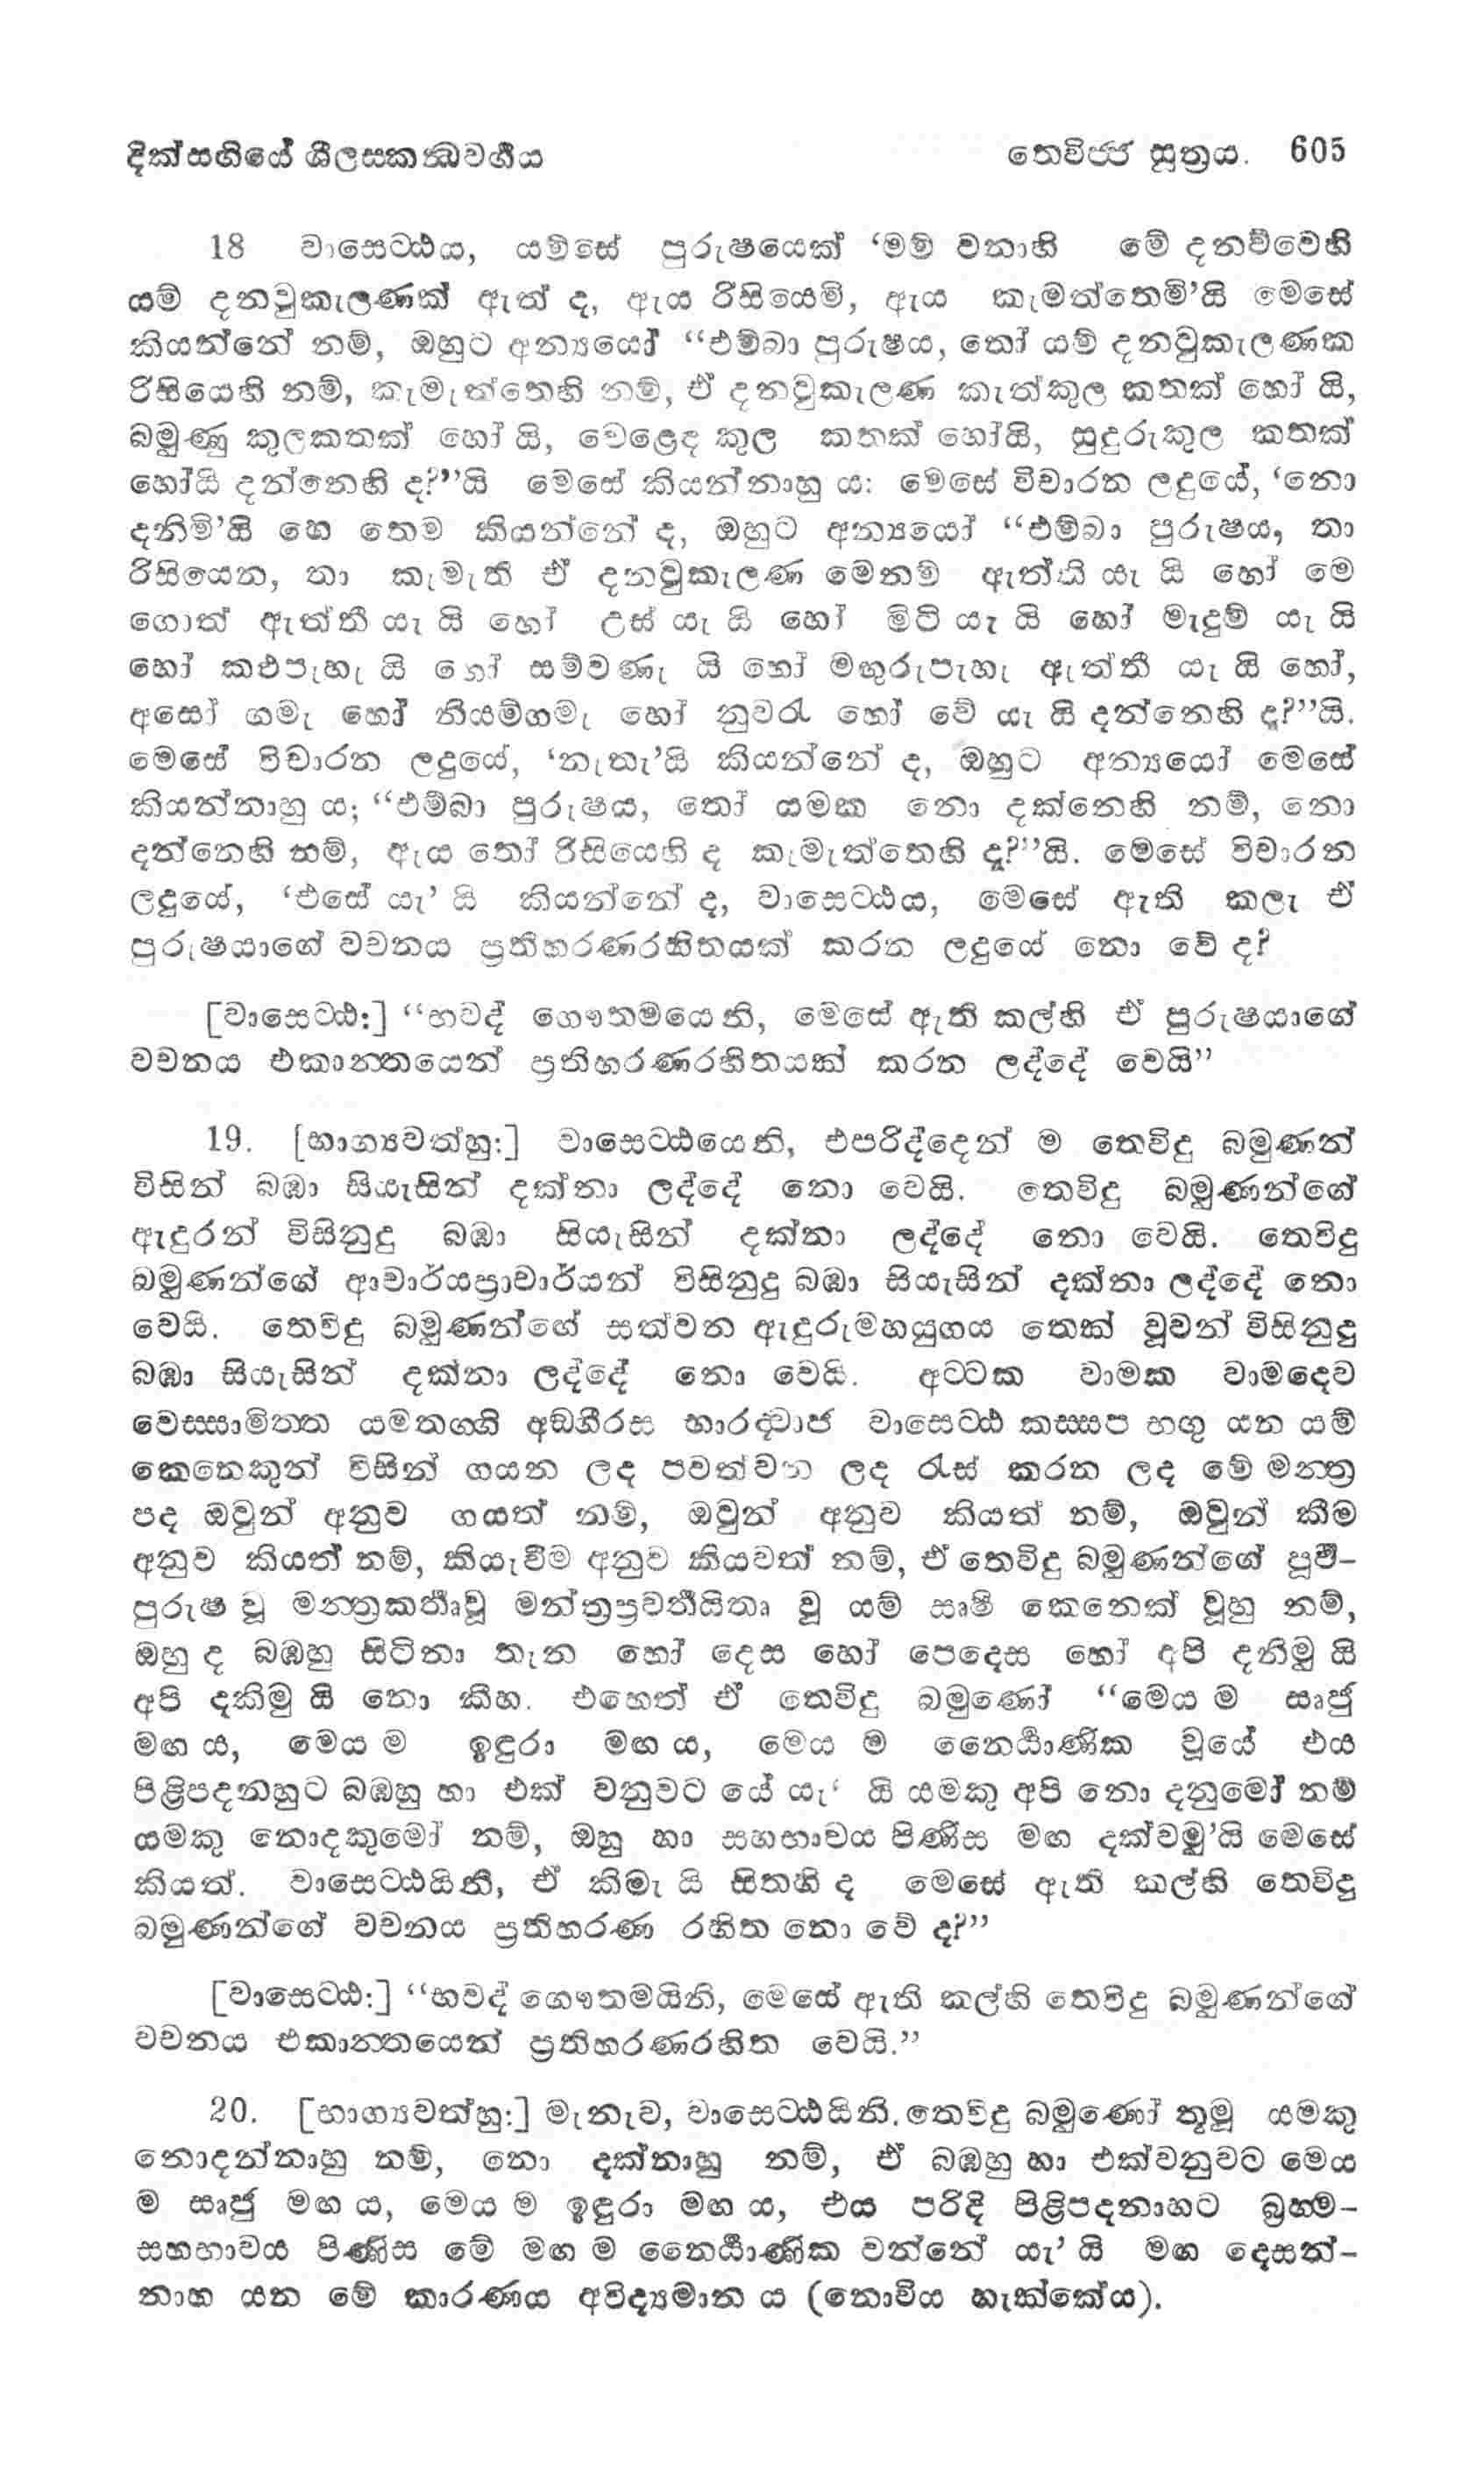 දික්සඟියේ ශීලස්කන්‍ධවර්‍ගය තෙවිජ්ජ සූත්‍රය. 605
18 වාසෙට්ඨය, යම්සේ පුරුෂයෙක් ‘මම් වනාහි මේ දනව්වෙහි
යම් දනවුකැලණක් ඇත් ද, ඇය රිසියෙමි, ඇය කැමත්තෙමි’යි මෙසේ
කියන්නේ නම්, ඔහුට අන්‍යයෝ “එම්බා පුරුෂය, තෝ යම් දනවුකැලණක
රිසියෙහි නම්, කැමැත්තෙහි නම්, ඒ දනවුකැලණ කැත්කුල කතක් හෝ යි,
බමුණු කුලකතක් හෝ යි, වෙළෙද කුල කතක් හෝයි, සුදුරුකුල කතක්
හෝයි දන්නෙහි ද?”යි මෙසේ කියන්නාහු ය: මෙසේ විචාරන ලදුයේ, ‘නො
දනිමි’යි හෙ තෙම කියන්නේ ද, ඔහුට අන්‍යයෝ “එම්බා පුරුෂය, තා
රිසියෙන, තා කැමැති ඒ දනවුකැලණ මෙනම් ඇත්තී යැ යි හෝ මෙ
ගොත් ඇත්තී යැ යි හෝ උස් යැ යි හෝ මිටි යැ යි හෝ මැදුම් යැ යි
හෝ කළුපැහැ යි හෝ සම්වණැ යි හෝ මඟුරුපැහැ ඇත්තී යැ යි හෝ,
අසෝ ගමැ හෝ නියම්ගමැ හෝ නුවරැ හෝ වේ යැ යි දන්නෙහි ද?”යි.
මෙසේ විචාරන ලදුයේ, ‘නැතැ’යි කියන්නේ ද, ඔහුට අන්‍යයෝ මෙසේ
කියන්නාහු ය; “එම්බා පුරුෂය, තෝ යමක නො දක්නෙහි නම්, නො
දන්නෙහි නම්, ඇය තෝ රිසියෙහි ද කැමැත්තෙහි ද?”යි. මෙසේ විචාරන
ලදුයේ, ‘එසේ යැ’ යි කියන්නේ ද, වාසෙට්ඨය, මෙසේ ඇති කලැ ඒ
පුරුෂයාගේ වචනය ප්‍රතිහරණරහිතයක් කරන ලදුයේ නො වේ ද?
[වාසෙට්ඨ:] “භවද් ගෞතමයෙනි, මෙසේ ඇති කල්හි ඒ පුරුෂයාගේ
වචනය එකාන්තයෙන් ප්‍රතිහරණරහිතයක් කරන ලද්දේ වෙයි”
19. [භාග්‍යවත්හු:] වාසෙට්ඨයෙනි, එපරිද්දෙන් ම තෙවිදු බමුණන්
විසින් බඹා සියැසින් දක්නා ලද්දේ නො වෙයි. තෙවිදු බමුණන්ගේ
ඇදුරන් විසිනුදු බඹා සියැසින් දක්නා ලද්දේ නො වෙයි. තෙවිදු
බමුණන්ගේ ආචාර්යප්‍රාචාර්යන් විසිනුදු බඹා සියැසින් දක්නා ලද්දේ නො
වෙයි. තෙවිදු බමුණන්ගේ සත්වන ඇදුරුමහයුගය තෙක් වූවන් විසිනුදු
බඹා සියැසින් දක්නා ලද්දේ නො වෙයි. අට්ටක වාමක වාමදෙව
වෙස්සාමිත්ත යමතග්ගි අඞ්ගීරස භාරද්වාජ වාසෙට්ඨ කස්සප භගු යන යම්
කෙනෙකුන් විසින් ගයන ලද පවත්වන ලද රැස් කරන ලද මේ මන්ත්‍ර
පද ඔවුන් අනුව ගයත් නම්, ඔවුන් අනුව කියත් නම්, ඔවුන් කීම
අනුව කියත් නම්, කියැවීම අනුව කියවත් නම්, ඒ තෙවිදු බමුණන්ගේ පූර්‍ව-
පුරුෂ වූ මන්ත්‍රකර්‍තෘවූ මන්ත්‍රප්‍රවර්‍තයිතෘ වූ යම් ඍෂි කෙනෙක් වූහු නම්,
ඔහු ද බඹහු සිටිනා තැන හෝ දෙස හෝ පෙදෙස හෝ අපි දනිමු යි
අපි දකිමු යි නො කීහ. එහෙත් ඒ තෙවිදු බමුණෝ “මෙය ම ඍජු
මඟ ය, මෙය ම ඉඳුරා මඟ ය, මෙය ම නෛර්‍ය්‍යාණික වූයේ එය
පිළිපදනහුට බඹහු හා එක් වනුවට යේ යැ‘ යි යමකු අපි නො දනුමෝ නම්
යමකු නොදකුමෝ නම්, ඔහු හා සහභාවය පිණිස මඟ දක්වමු’යි මෙසේ
කියත්. වාසෙට්ඨයිනි, ඒ කිමැ යි සිතහි ද මෙසේ ඇති කල්හි තෙවිදු
බමුණන්ගේ වචනය ප්‍රතිහරණ රහිත නො වේ ද?”
[වාසෙට්ඨ:] “භවද් ගෞතමයිනි, මෙසේ ඇති කල්හි තෙවිදු බමුණන්ගේ
වචනය එකාන්තයෙන් ප්‍රතිහරණරහිත වෙයි.”
20. [භාග්‍යවත්හු:] මැනැව, වාසෙට්ඨයිනි. තෙවිදු බමුණෝ තුමූ යමකු
නොදන්නාහු නම්, නො දක්නාහු නම්, ඒ බඹහු හා එක්වනුවට මෙය
ම ඍජු මඟ ය, මෙය ම ඉඳුරා මඟ ය, එය පරිදි පිළිපදනාහට බ්‍රහ්ම-
සහභාවය පිණිස මේ මඟ ම නෛර්‍ය්‍යාණික වන්නේ යැ’ යි මඟ දෙසන්-
නාහ යන මේ කාරණය අවිද්‍යමාන ය (නොවිය හැක්කේය).